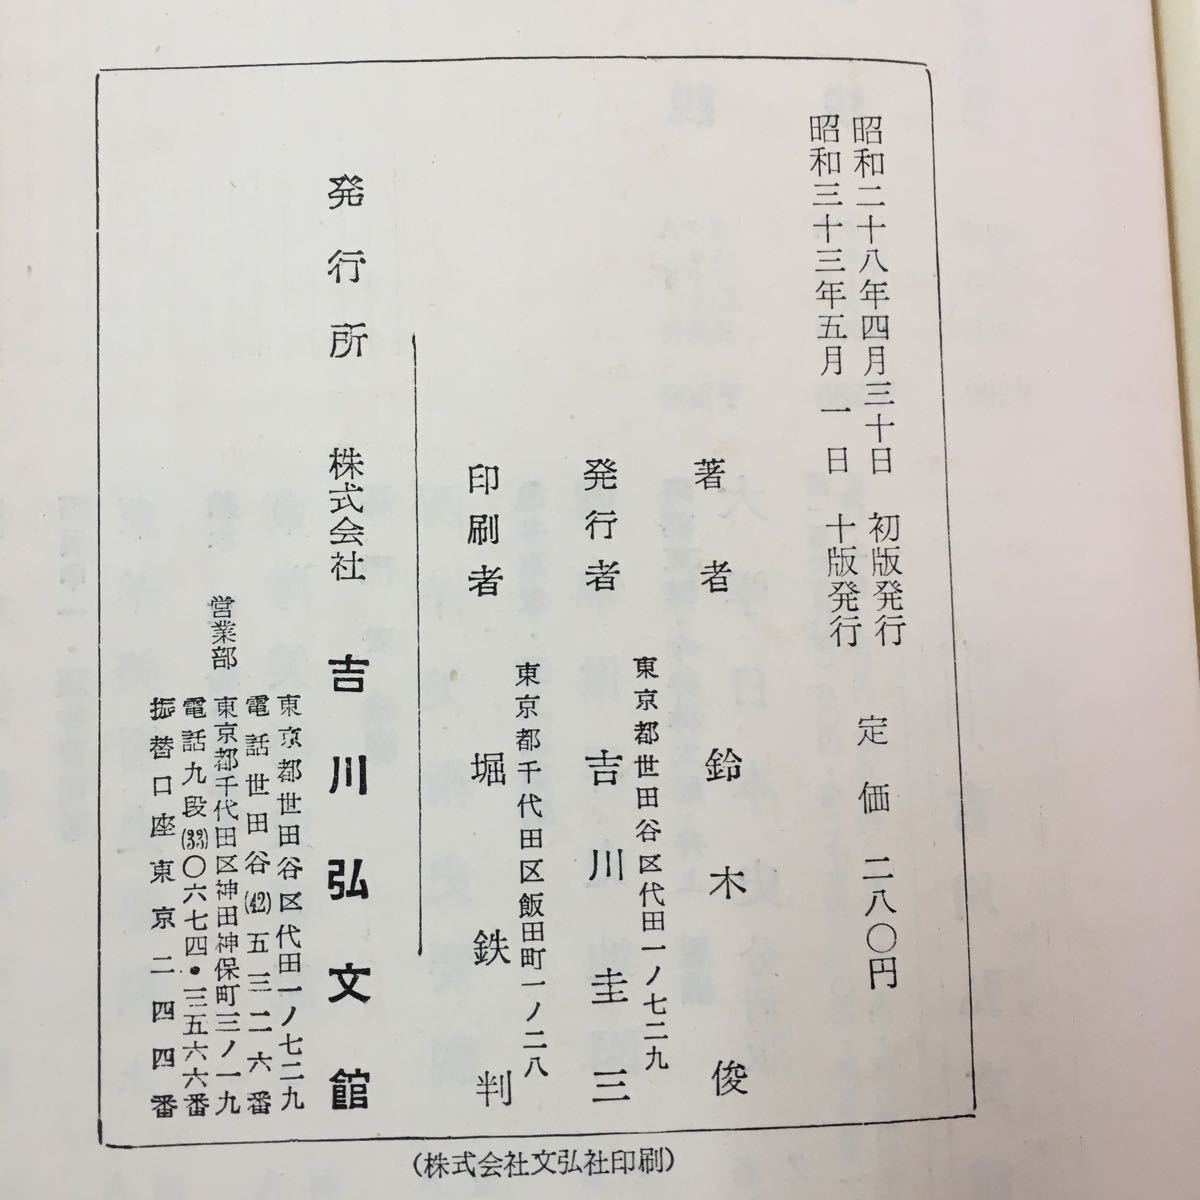 昭和二十八年四月三十日 初版発行
昭和三十三年五月一日 十版発行
定価 二八〇円
著者 鈴木俊
東京都世田谷区代田一ノ七二九
発行者 吉川圭三
東京都千代田区飯田町一ノ二八
印刷者 堀鉄判
発行所 株式会社 吉川弘文館
東京都世田谷区代田一ノ七二九
電話世田谷(42)五三二六番
営業部 東京都千代田区神田神保町三ノ一九
電話九段(33)〇六七四・三五六六番
振替口座東京二四四番
(株式会社文弘社印刷)